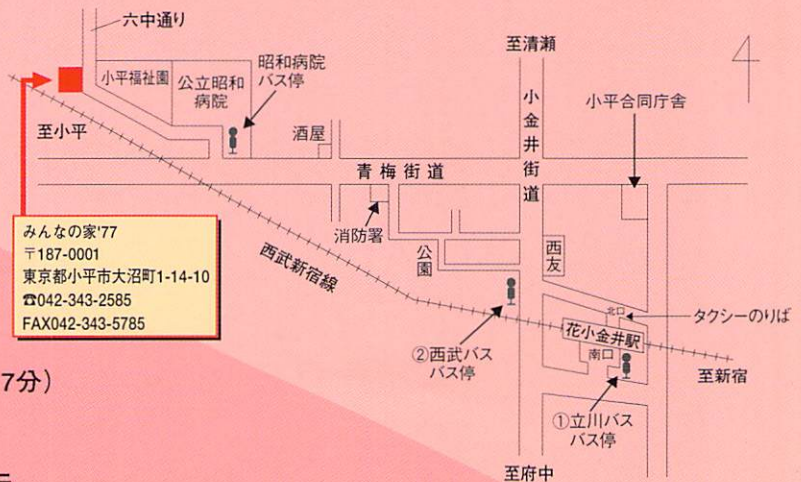 六中通り
小平福祉園
公立昭和
病院
昭和病院
バス停
至清瀬
小金井街道
小平合同庁舎
至小平
酒屋
青梅街道
消防署
公園
西友
西武新宿線
みんなの家'77
〒187-0001
東京都小平市大沼町1-14-10
☎042-343-2585
FAX042-343-5785
北口
タクシーのりば
花小金井駅
南口
②西武バス
バス停
至新宿
①立川バス
バス停
至府中
7分）